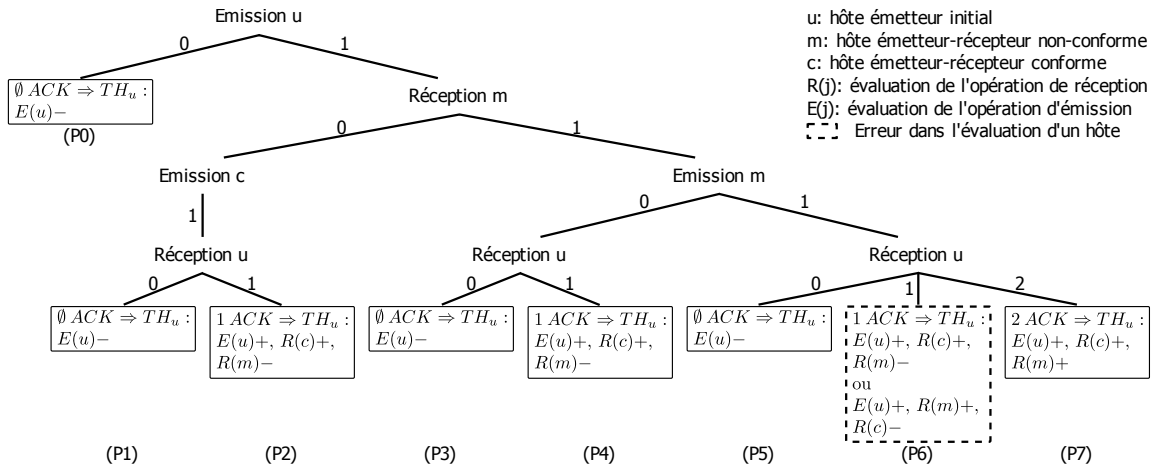 Emission u
u: hôte émetteur initial
m: hôte émetteur-récepteur non-conforme
c: hôte émetteur-récepteur conforme
R(j): évaluation de l'opération de réception
E(j): évaluation de l'opération d'émission
Erreur dans l'évaluation d'un hôte
0 1
∅ ACK ⇒ TH_u :
E(u)−
(P0)
Réception m
0 1
Emission c
Emission m
1
0 1
Réception u
Réception u
Réception u
0 1
0 1
0 1 2
∅ ACK ⇒ TH_u :
E(u)−
1 ACK ⇒ TH_u :
E(u)+, R(c)+,
R(m)−
∅ ACK ⇒ TH_u :
E(u)−
1 ACK ⇒ TH_u :
E(u)+, R(c)+,
R(m)−
∅ ACK ⇒ TH_u :
E(u)−
1 ACK ⇒ TH_u :
E(u)+, R(c)+,
R(m)−
ou
E(u)+, R(m)+,
R(c)−
2 ACK ⇒ TH_u :
E(u)+, R(c)+,
R(m)+
(P1) (P2) (P3) (P4) (P5) (P6) (P7)